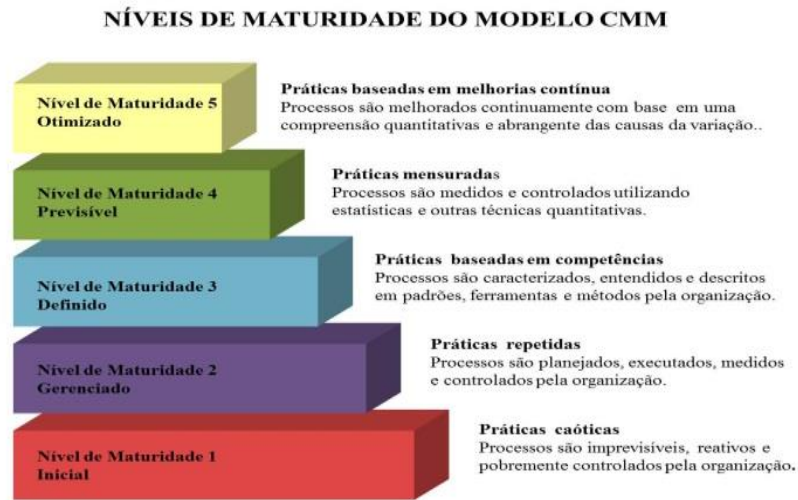 NÍVEIS DE MATURIDADE DO MODELO CMM
Nível de Maturidade 5
Otimizado
Práticas baseadas em melhorias contínua
Processos são melhorados continuamente com base em uma
compreensão quantitativas e abrangente das causas da variação..
Nível de Maturidade 4
Previsível
Práticas mensuradas
Processos são medidos e controlados utilizando
estatísticas e outras técnicas quantitativas.
Nível de Maturidade 3
Definido
Práticas baseadas em competências
Processos são caracterizados, entendidos e descritos
em padrões, ferramentas e métodos pela organização.
Nível de Maturidade 2
Gerenciado
Práticas repetidas
Processos são planejados, executados, medidos
e controlados pela organização.
Nível de Maturidade 1
Inicial
Práticas caóticas
Processos são imprevisíveis, reativos e
pobremente controlados pela organização.